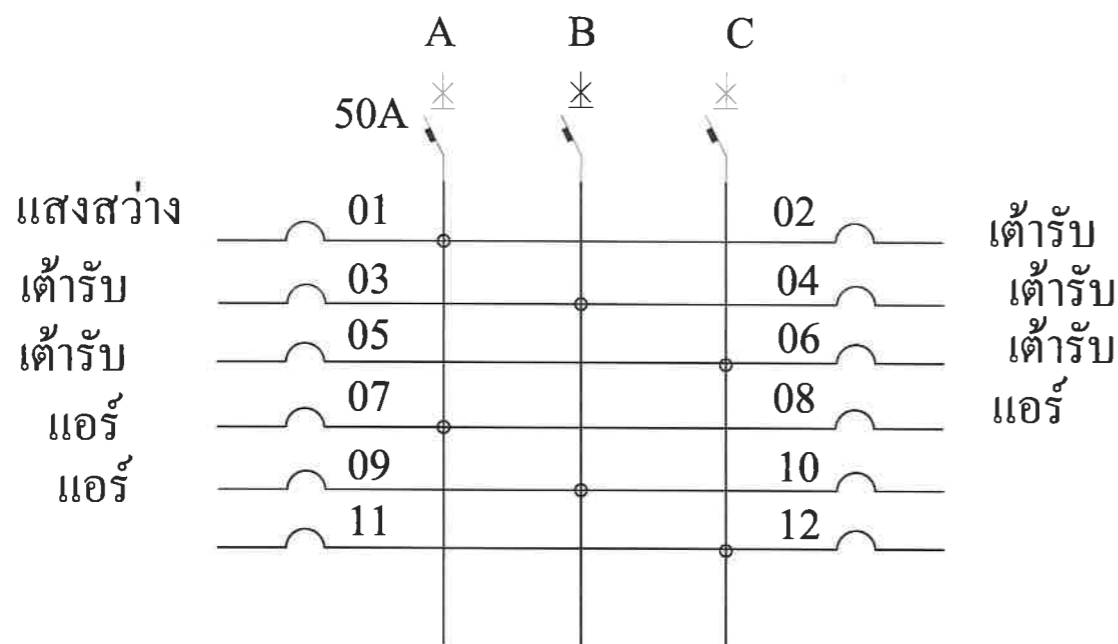 A B C
50A
แสงสว่าง 01 02 เต้ารับ
เต้ารับ 03 04 เต้ารับ
เต้ารับ 05 06 เต้ารับ
แอร์ 07 08 แอร์
แอร์ 09 10
11 12